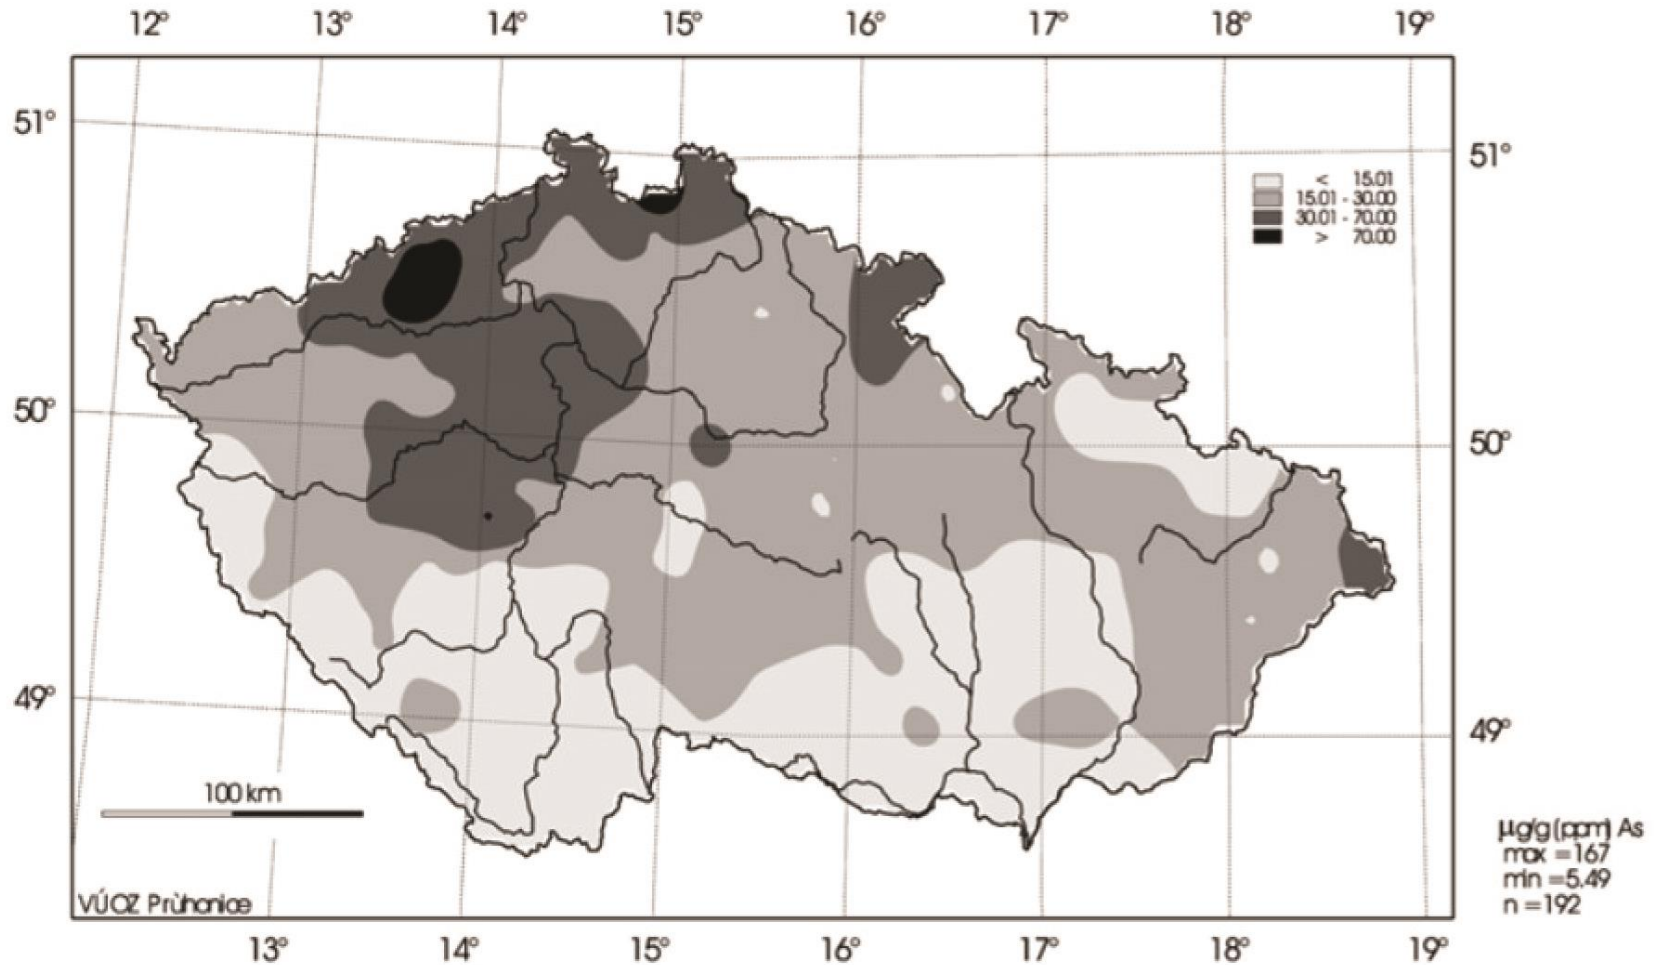 12° 13° 14° 15° 16° 17° 18° 19°
51° 51°
< 15.01
15.01 - 30.00
30.01 - 70.00
> 70.00
50° 50°
49° 49°
100 km
µg/g (ppm) As
max =167
min =5.49
n =192
VÚOZ Prùhonice
13° 14° 15° 16° 17° 18° 19°